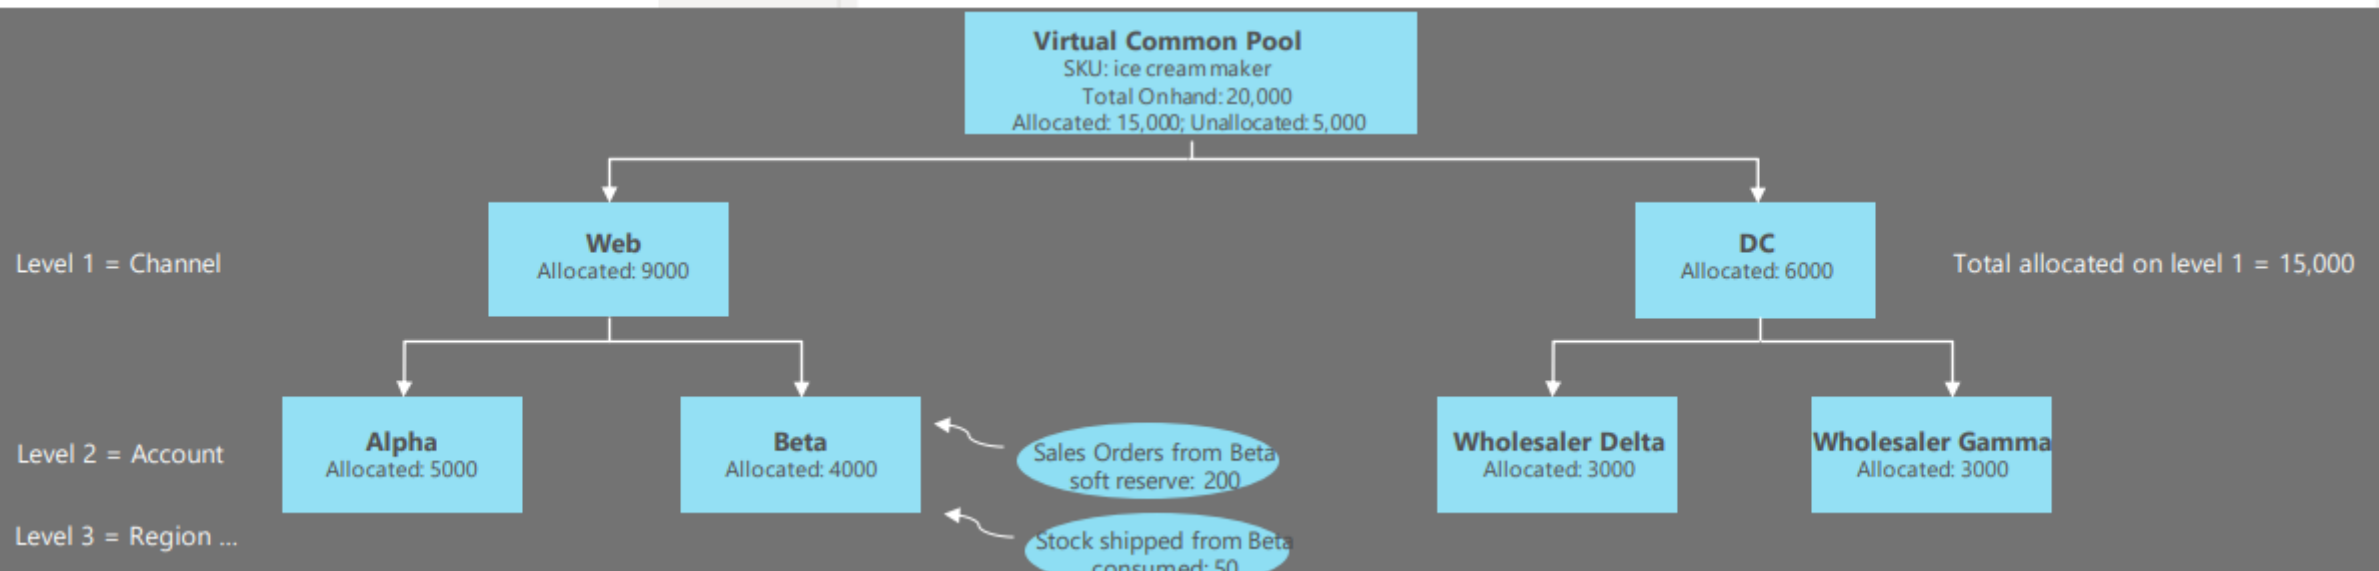 Virtual Common Pool
SKU: ice cream maker
Total Onhand: 20,000
Allocated: 15,000; Unallocated: 5,000
Level 1 = Channel
Web
Allocated: 9000
DC
Allocated: 6000
Total allocated on level 1 = 15,000
Level 2 = Account
Alpha
Allocated: 5000
Beta
Allocated: 4000
Sales Orders from Beta
soft reserve: 200
Wholesaler Delta
Allocated: 3000
Wholesaler Gamma
Allocated: 3000
Level 3 = Region ...
Stock shipped from Beta
consumed: 50